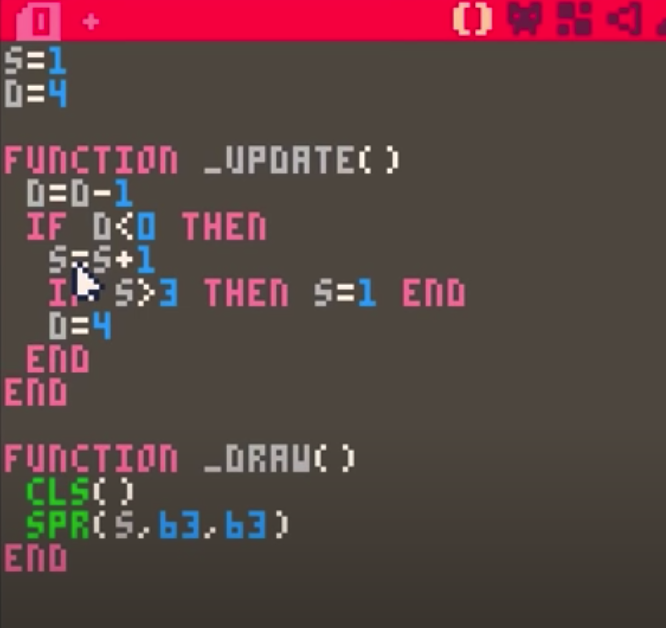 0 +
S=1
D=4
FUNCTION _UPDATE()
D=D-1
IF D<0 THEN
S=S+1
IF S>3 THEN S=1 END
D=4
END
END
FUNCTION _DRAW()
CLS()
SPR(S,63,63)
END